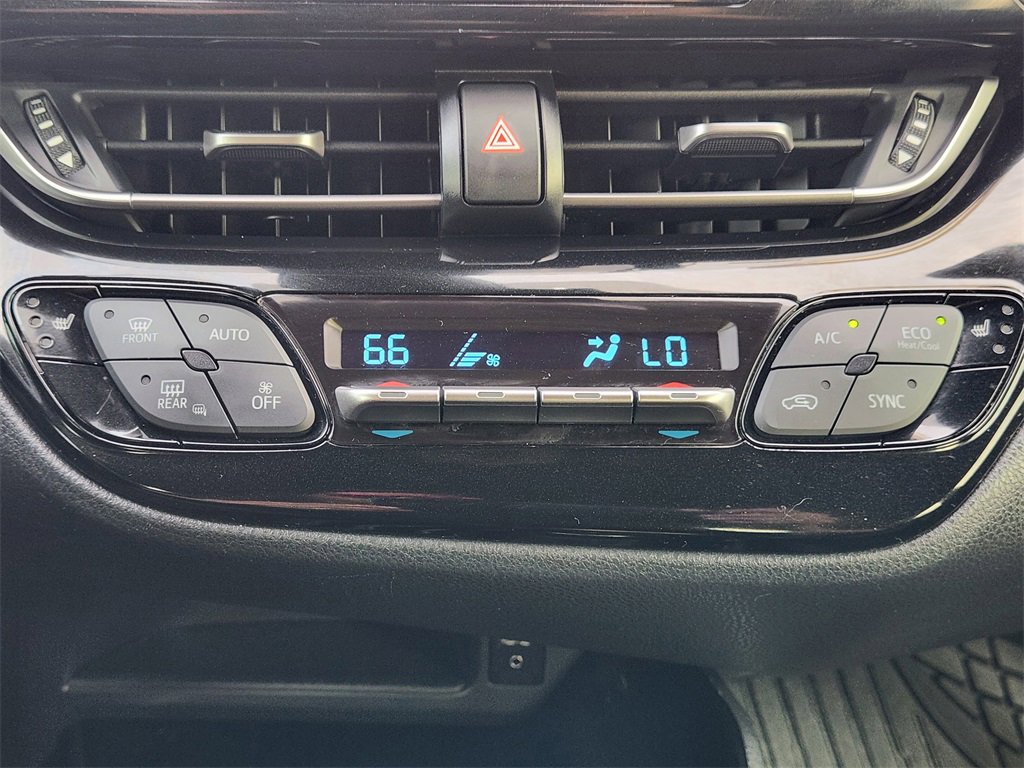 FRONT
AUTO
REAR
OFF
66
LO
A/C
ECO
Heat/Cool
SYNC